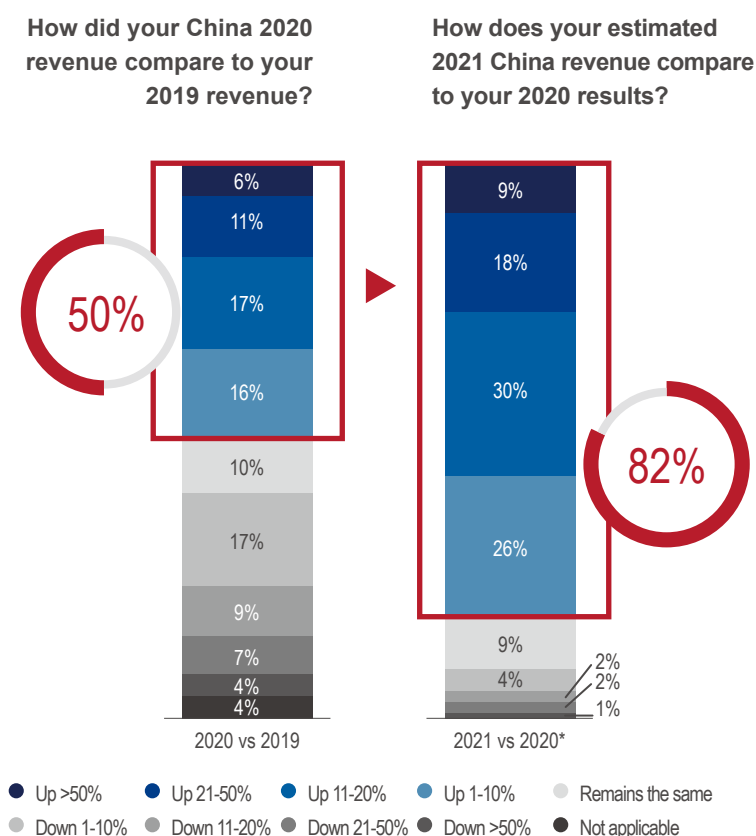 How did your China 2020
revenue compare to your
2019 revenue?
How does your estimated
2021 China revenue compare
to your 2020 results?
6%
11%
17%
16%
10%
17%
9%
7%
4%
4%
50%
2020 vs 2019
9%
18%
30%
26%
9%
4%
2%
2%
1%
82%
2021 vs 2020*
Up >50%
Up 21-50%
Up 11-20%
Up 1-10%
Remains the same
Down 1-10%
Down 11-20%
Down 21-50%
Down >50%
Not applicable